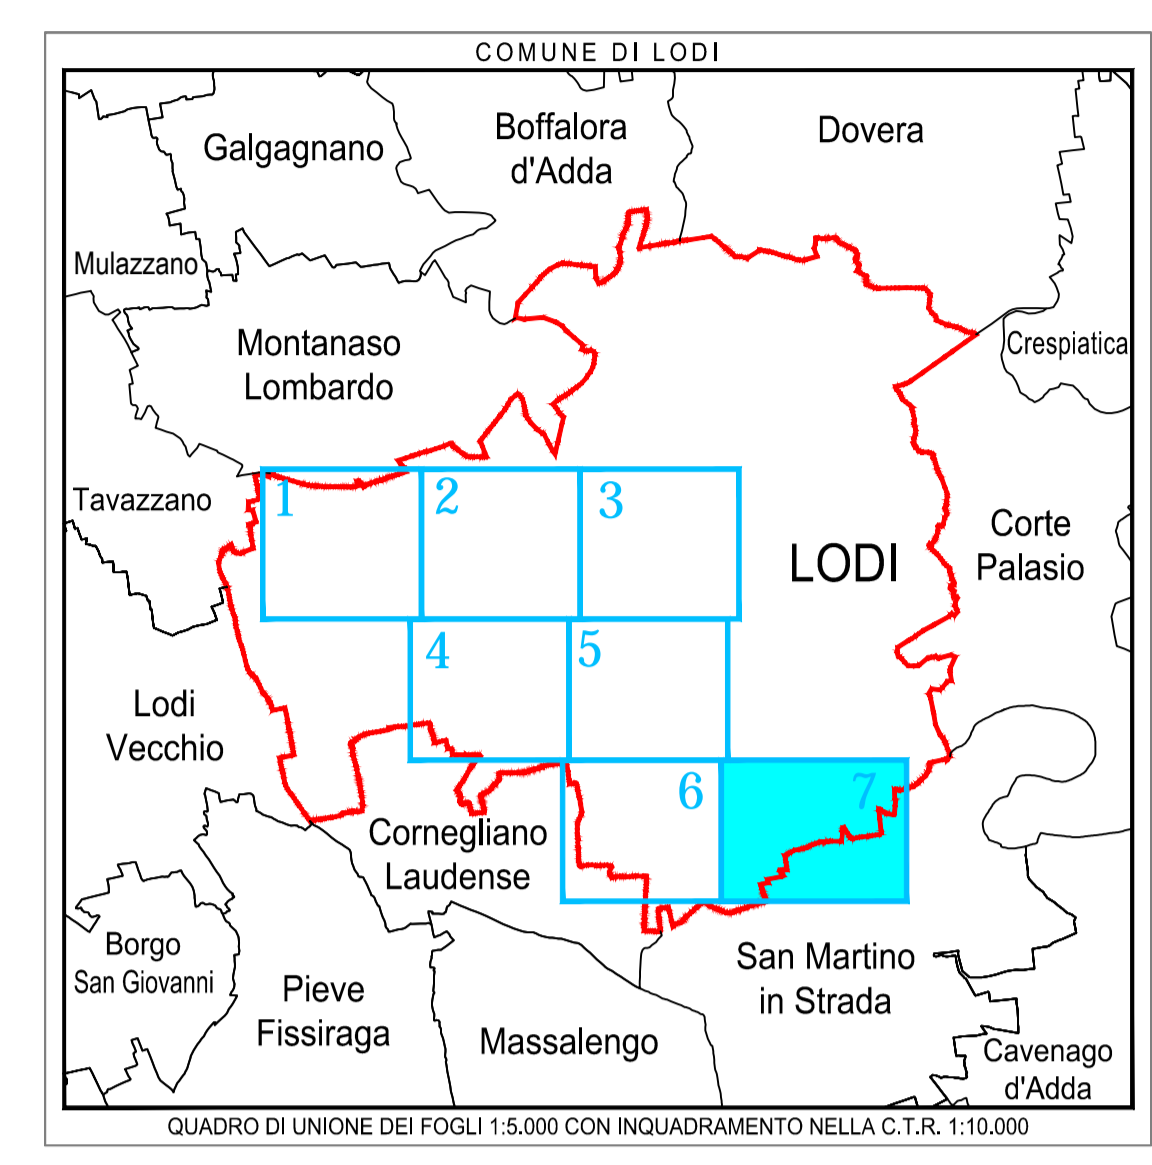 COMUNE DI LODI
Galgagnano
Boffalora
d'Adda
Dovera
Mulazzano
Montanaso
Lombardo
Crespiatica
Tavazzano
1
2
3
LODI
Corte
Palasio
4
5
Lodi
Vecchio
6
7
Cornegliano
Laudense
Borgo
San Giovanni
Pieve
Fissiraga
Massalengo
San Martino
in Strada
Cavenago
d'Adda
QUADRO DI UNIONE DEI FOGLI 1:5.000 CON INQUADRAMENTO NELLA C.T.R. 1:10.000